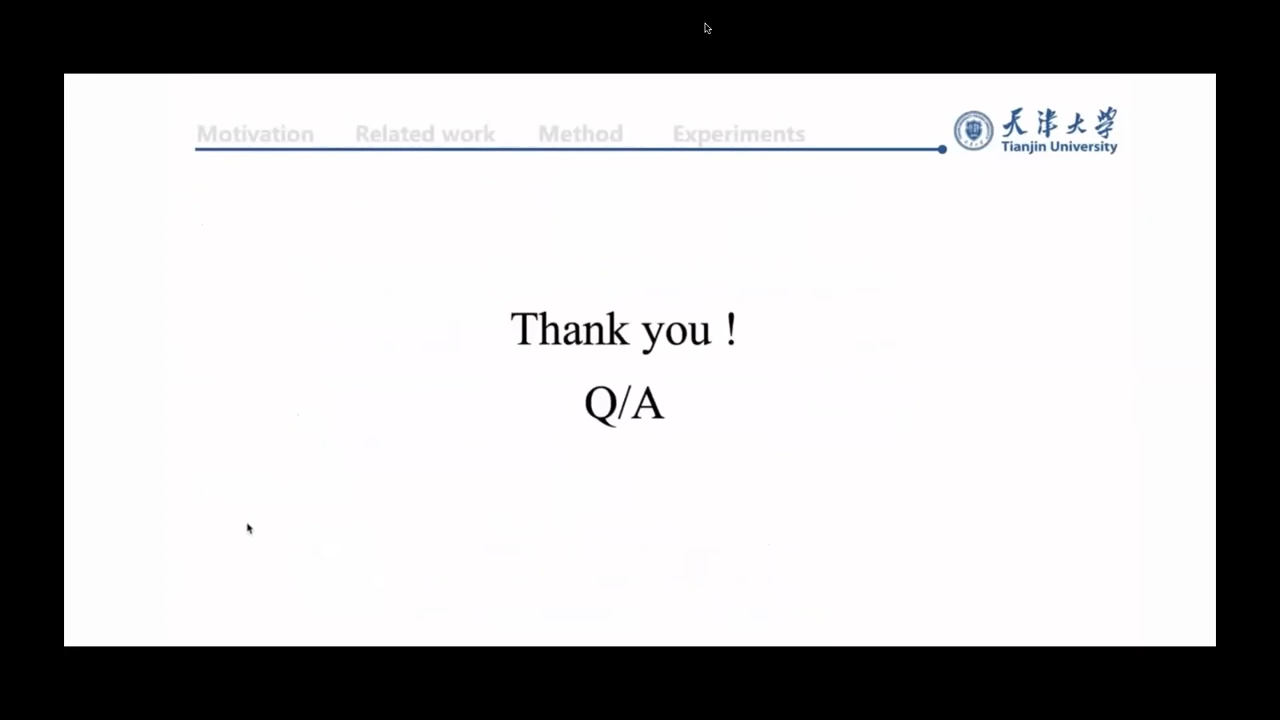 Motivation Related work Method Experiments
天津大学
Tianjin University
Thank you !
Q/A